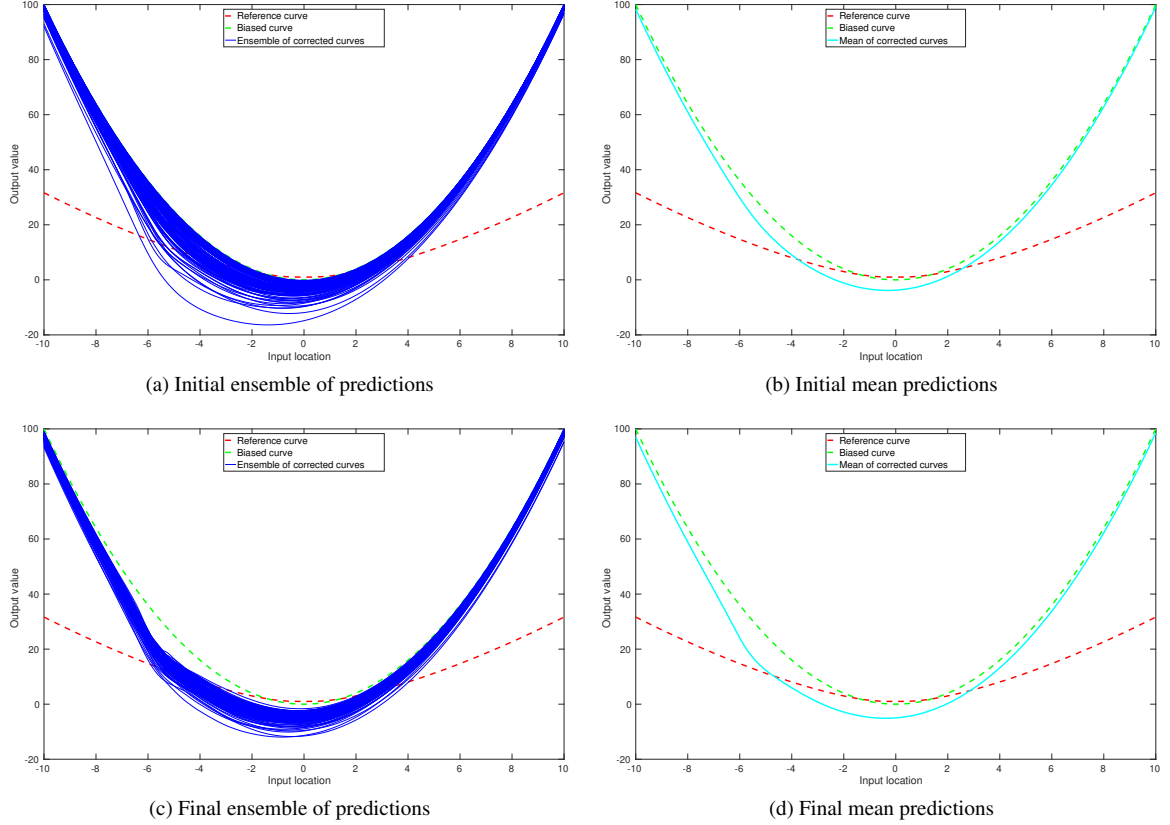 100
80
60
40
20
0
-20
Output value
-10 -8 -6 -4 -2 0 2 4 6 8 10
Input location
Reference curve
Biased curve
Ensemble of corrected curves
(a) Initial ensemble of predictions
100
80
60
40
20
0
-20
Output value
-10 -8 -6 -4 -2 0 2 4 6 8 10
Input location
Reference curve
Biased curve
Mean of corrected curves
(b) Initial mean predictions
100
80
60
40
20
0
-20
Output value
-10 -8 -6 -4 -2 0 2 4 6 8 10
Input location
Reference curve
Biased curve
Ensemble of corrected curves
(c) Final ensemble of predictions
100
80
60
40
20
0
-20
Output value
-10 -8 -6 -4 -2 0 2 4 6 8 10
Input location
Reference curve
Biased curve
Mean of corrected curves
(d) Final mean predictions